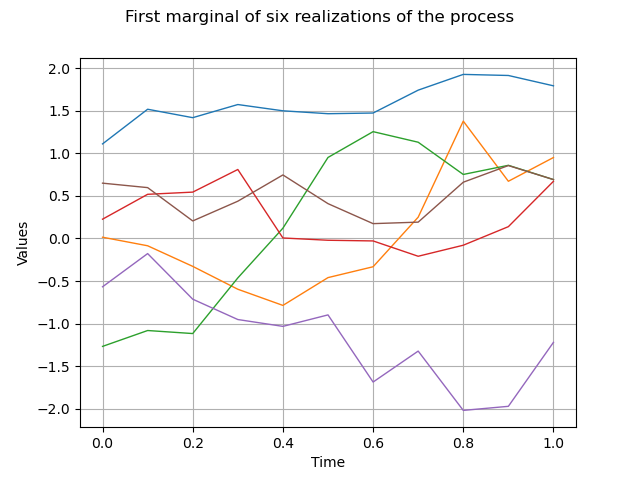 First marginal of six realizations of the process
2.0
1.5
1.0
0.5
0.0
−0.5
−1.0
−1.5
−2.0
Values
0.0 0.2 0.4 0.6 0.8 1.0
Time